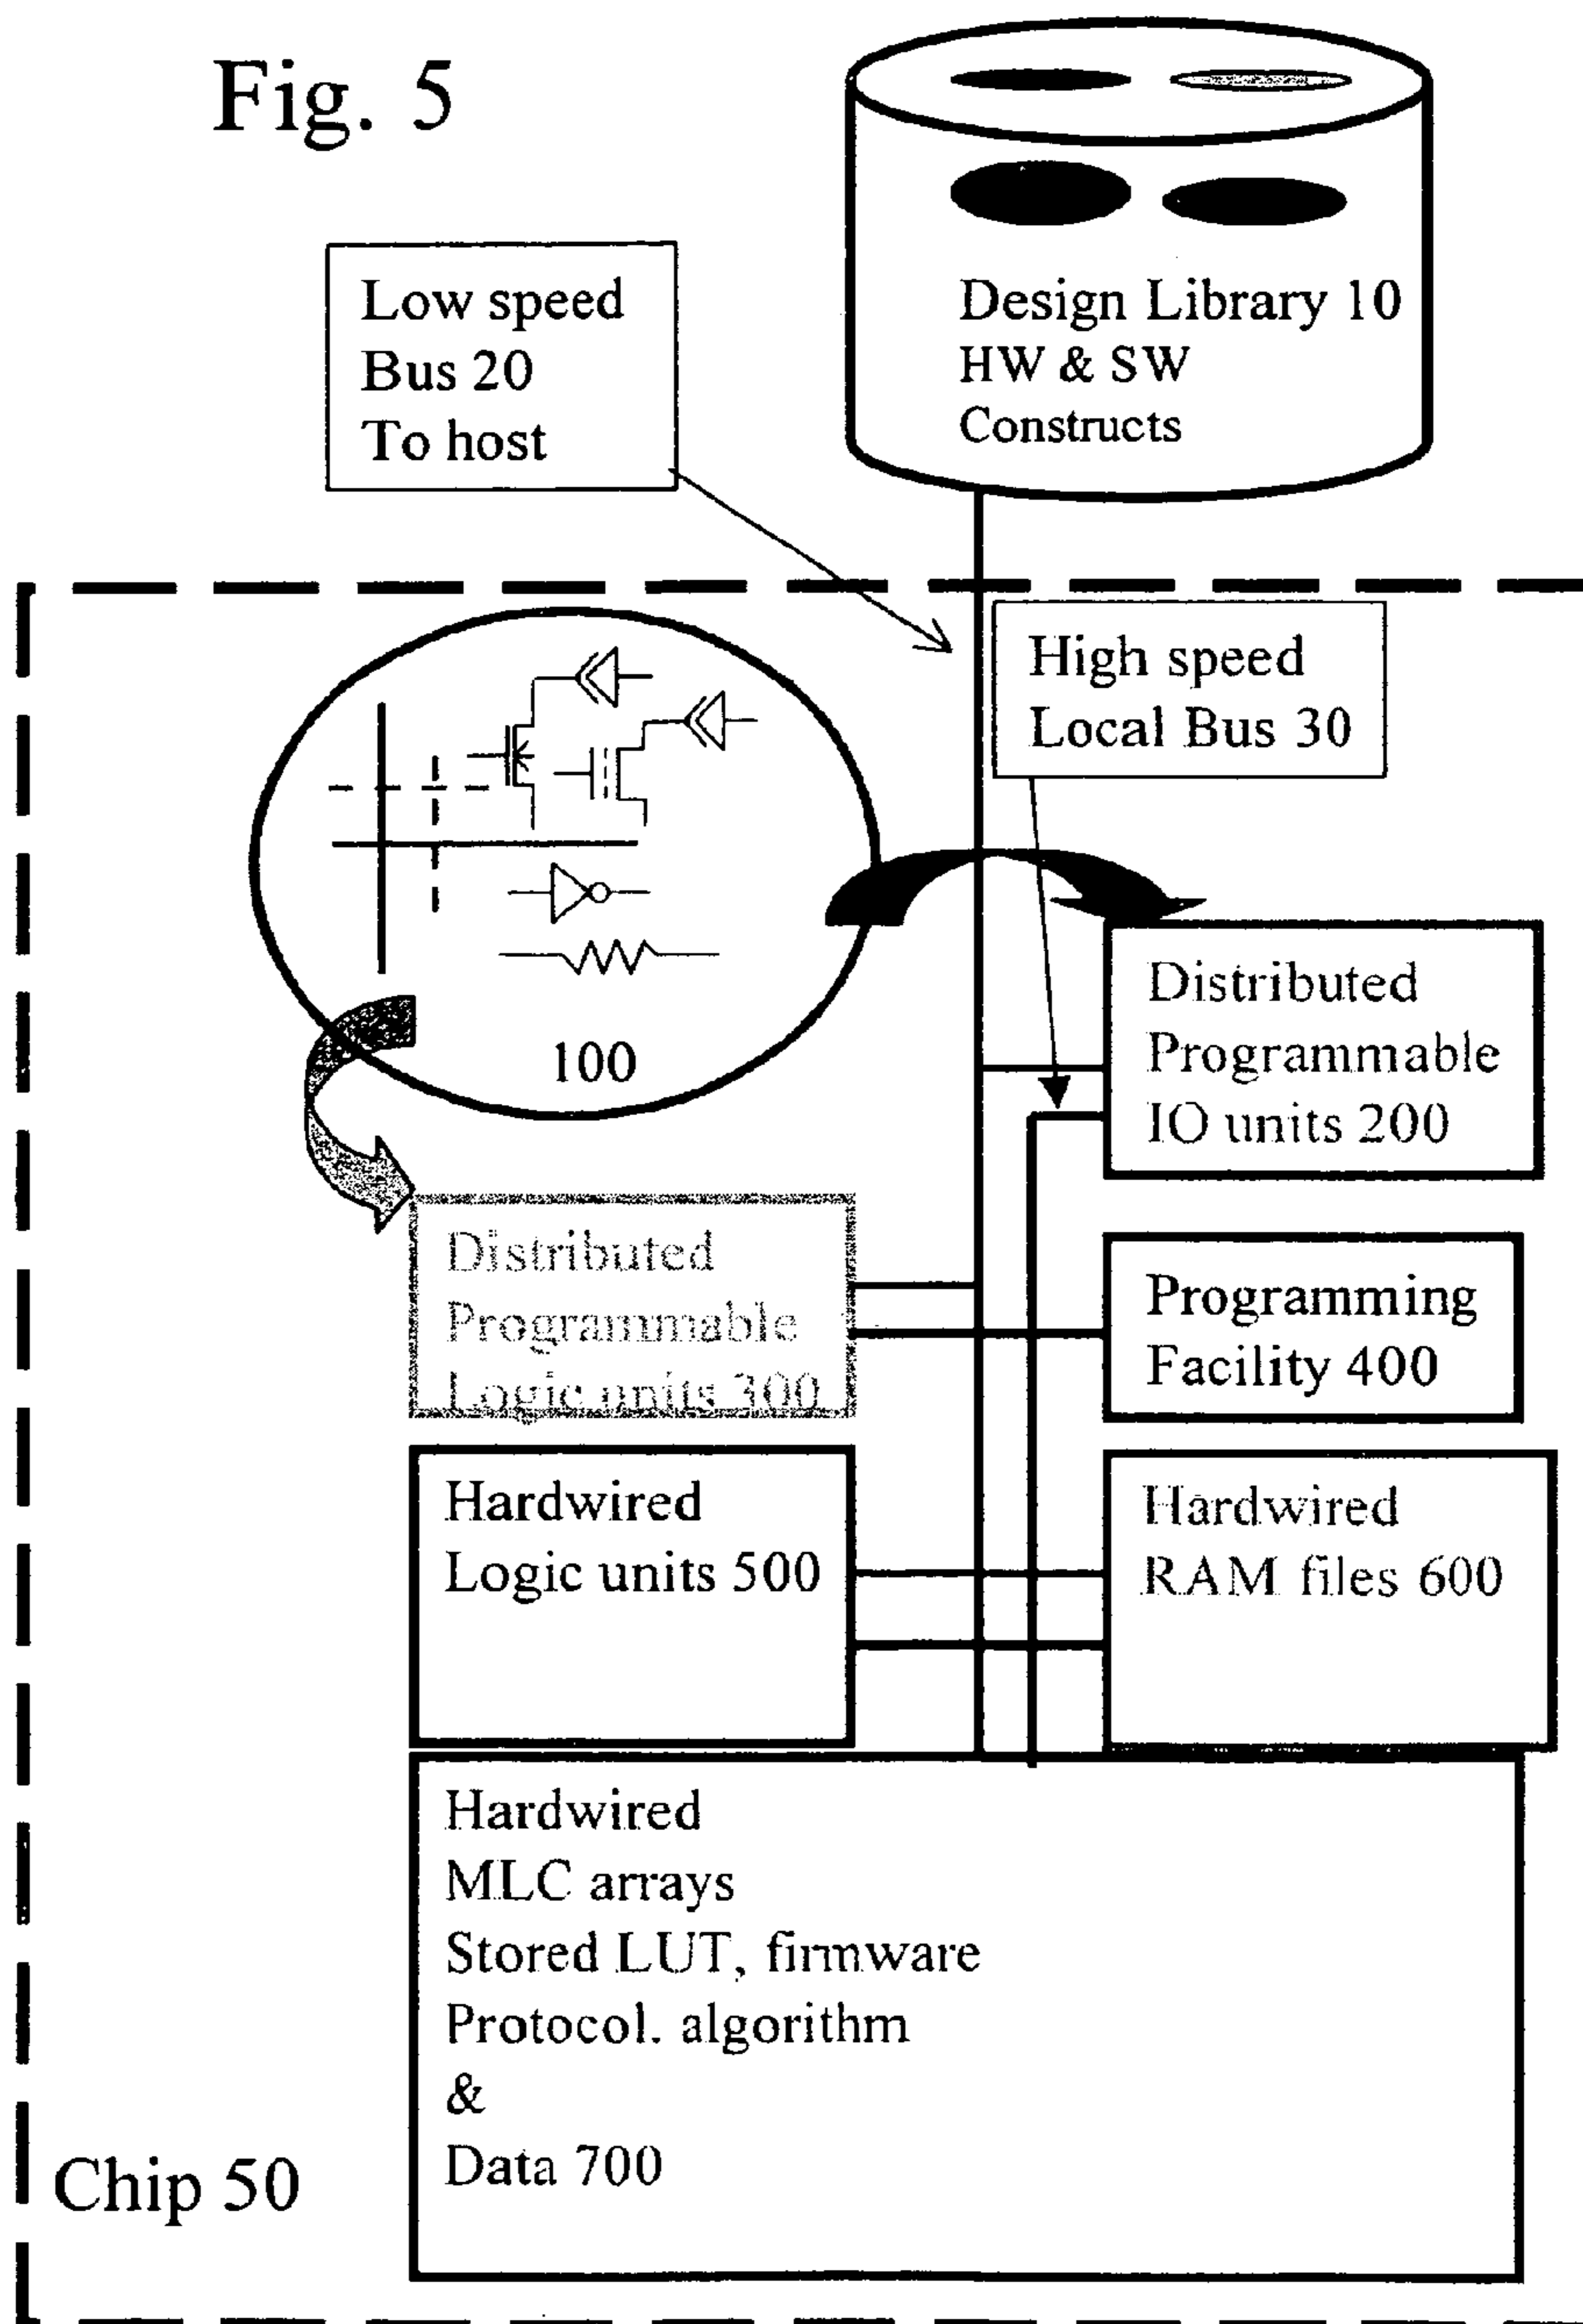 Fig. 5
Low speed
Bus 20
To host
Design Library 10
HW & SW
Constructs
High speed
Local Bus 30
100
Distributed
Programmable
IO units 200
Distributed
Programmable
Logic units 300
Programming
Facility 400
Hardwired
Logic units 500
Hardwired
RAM files 600
Hardwired
MLC arrays
Stored LUT, firmware
Protocol. algorithm
&
Data 700
Chip 50